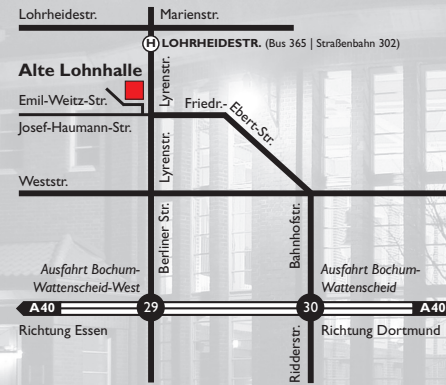 Lohrheidestr.
Marienstr.
H LOHRHEIDESTR. (Bus 365 | Straßenbahn 302)
Alte Lohnhalle
Lyrenstr.
Emil-Weitz-Str.
Friedr.-Ebert-Str.
Josef-Haumann-Str.
Lyrenstr.
Weststr.
Berliner Str.
Bahnhofstr.
Ausfahrt Bochum-
Wattenscheid-West
Ausfahrt Bochum-
Wattenscheid
A40
29
30
A40
Richtung Essen
Ridderstr.
Richtung Dortmund